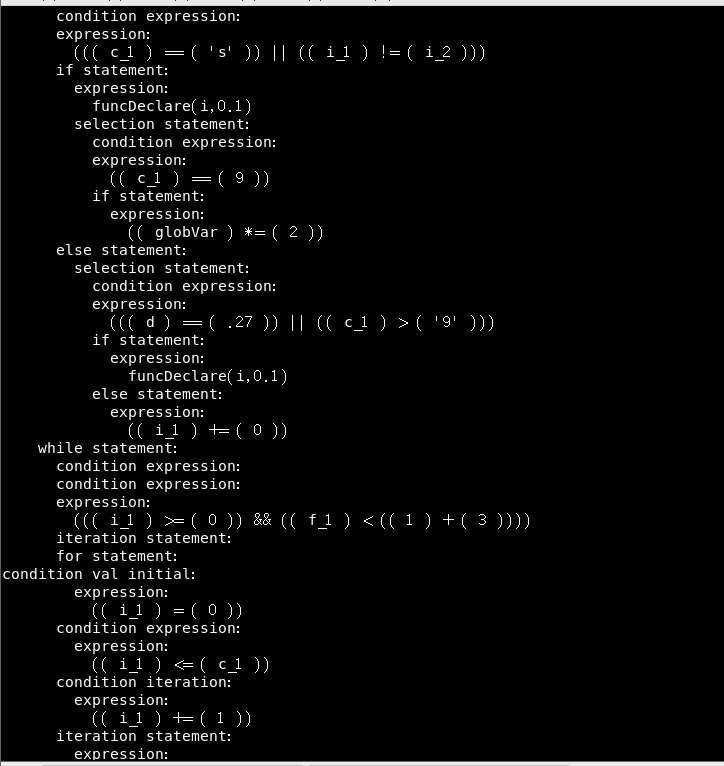 condition expression:
expression:
((( c_1 ) == ( 's' )) || (( i_1 ) != ( i_2 )))
if statement:
expression:
funcDeclare(i,0.1)
selection statement:
condition expression:
expression:
(( c_1 ) == ( 9 ))
if statement:
expression:
(( globVar ) *= ( 2 ))
else statement:
selection statement:
condition expression:
expression:
((( d ) == ( .27 )) || (( c_1 ) > ( '9' )))
if statement:
expression:
funcDeclare(i,0.1)
else statement:
expression:
(( i_1 ) += ( 0 ))
while statement:
condition expression:
condition expression:
expression:
((( i_1 ) >= ( 0 )) && (( f_1 ) < (( 1 ) + ( 3 ))))
iteration statement:
for statement:
condition val initial:
expression:
(( i_1 ) = ( 0 ))
condition expression:
expression:
(( i_1 ) <= ( c_1 ))
condition iteration:
expression:
(( i_1 ) += ( 1 ))
iteration statement:
expression: